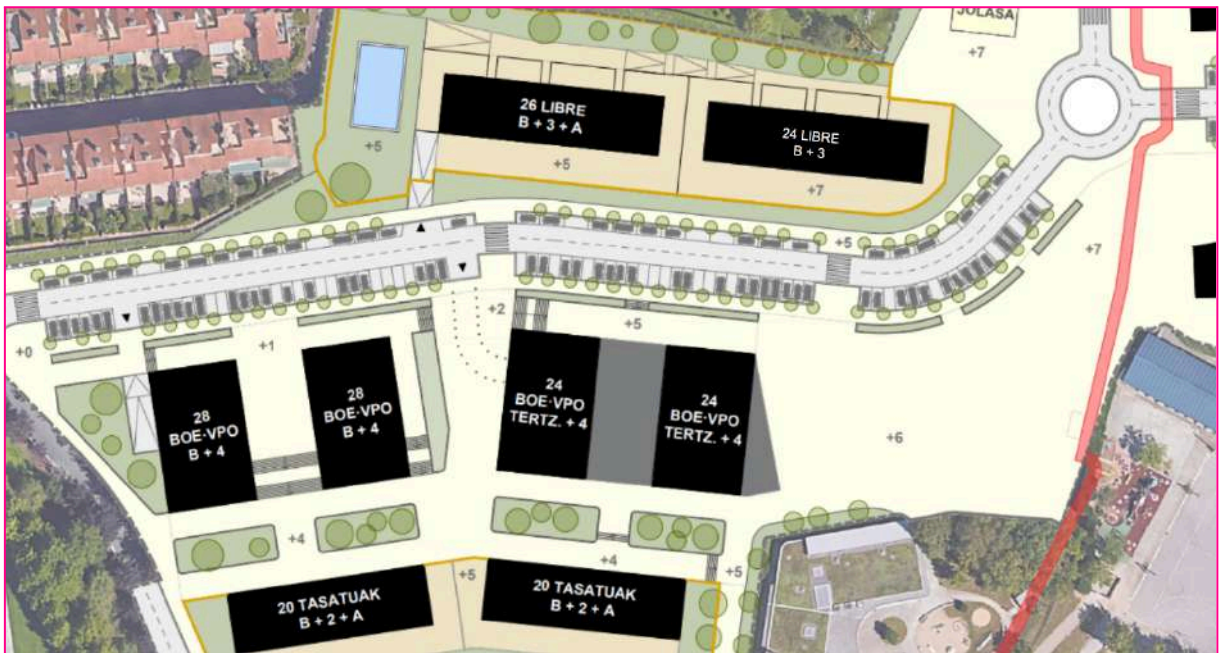 JOLASA
+7
26 LIBRE
B + 3 + A
24 LIBRE
B + 3
+5
+5
+7
+5
+7
+2
+5
+0
+1
28
BOE·VPO
B + 4
28
BOE·VPO
B + 4
24
BOE·VPO
TERTZ. + 4
24
BOE·VPO
TERTZ. + 4
+6
+4
+4
+5
+5
20 TASATUAK
B + 2 + A
20 TASATUAK
B + 2 + A